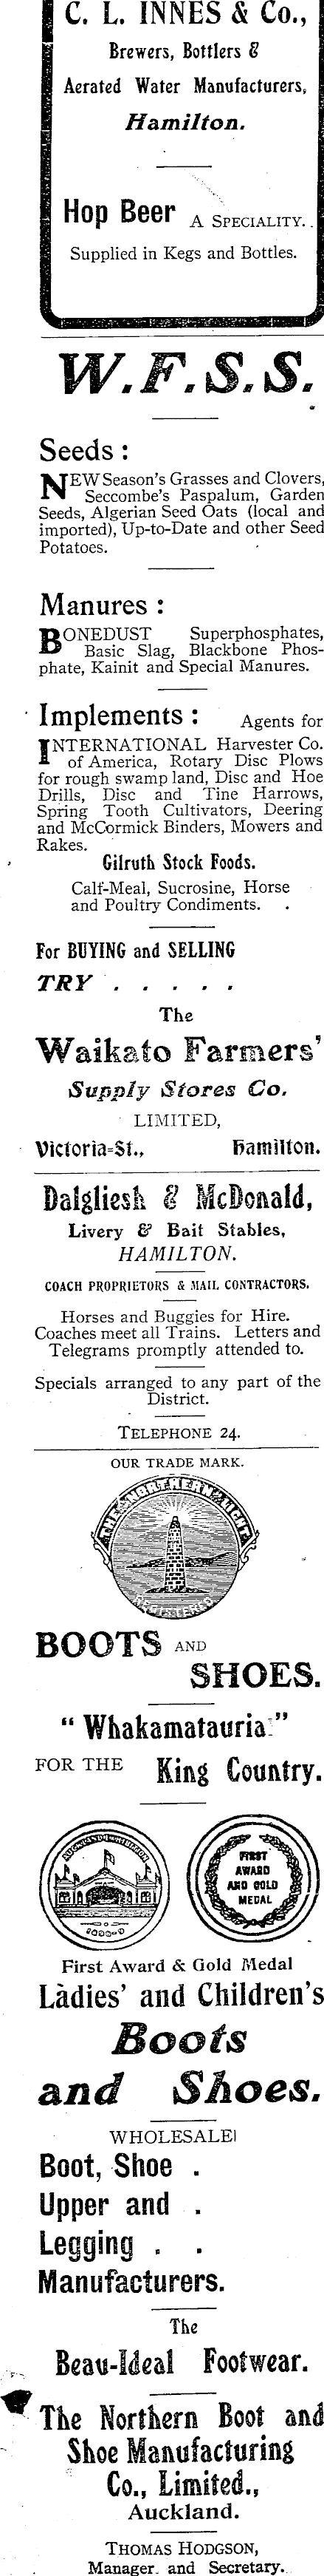 C. L. INNES & Co.,
Brewers, Bottlers &
Aerated Water Manufacturers,
Hamilton.
Hop Beer A SPECIALITY..
Supplied in Kegs and Bottles.
W.F.S.S.
Seeds :
NEW Season's Grasses and Clovers,
Seccombe's Paspalum, Garden
Seeds, Algerian Seed Oats (local and
imported), Up-to-Date and other Seed
Potatoes.
Manures :
BONEDUST Superphosphates,
Basic Slag, Blackbone Phos-
phate, Kainit and Special Manures.
Implements : Agents for
INTERNATIONAL Harvester Co.
of America, Rotary Disc Plows
for rough swamp land, Disc and Hoe
Drills, Disc and Tine Harrows,
Spring Tooth Cultivators, Deering
and McCormick Binders, Mowers and
Rakes.
Gilruth Stock Foods.
Calf-Meal, Sucrosine, Horse
and Poultry Condiments. .
For BUYING and SELLING
TRY . . . . .
The
Waikato Farmers'
Supply Stores Co.
LIMITED,
Victoria=St., Hamilton.
Dalgliesh & McDonald,
Livery & Bait Stables,
HAMILTON.
COACH PROPRIETORS & MAIL CONTRACTORS.
Horses and Buggies for Hire.
Coaches meet all Trains. Letters and
Telegrams promptly attended to.
Specials arranged to any part of the
District.
TELEPHONE 24.
OUR TRADE MARK.
THE NORTHERN LIGHT
REGISTERED
BOOTS AND
SHOES.
"Whakamatauria"
FOR THE King Country.
AUCKLAND EXHIBITION
FIRST
AWARD
AND GOLD
MEDAL
First Award & Gold Medal
Ladies' and Children's
Boots
and Shoes.
WHOLESALE
Boot, Shoe .
Upper and .
Legging . .
Manufacturers.
The
Beau-Ideal Footwear.
The Northern Boot and
Shoe Manufacturing
Co., Limited.,
Auckland.
THOMAS HODGSON,
Manager. and Secretary.